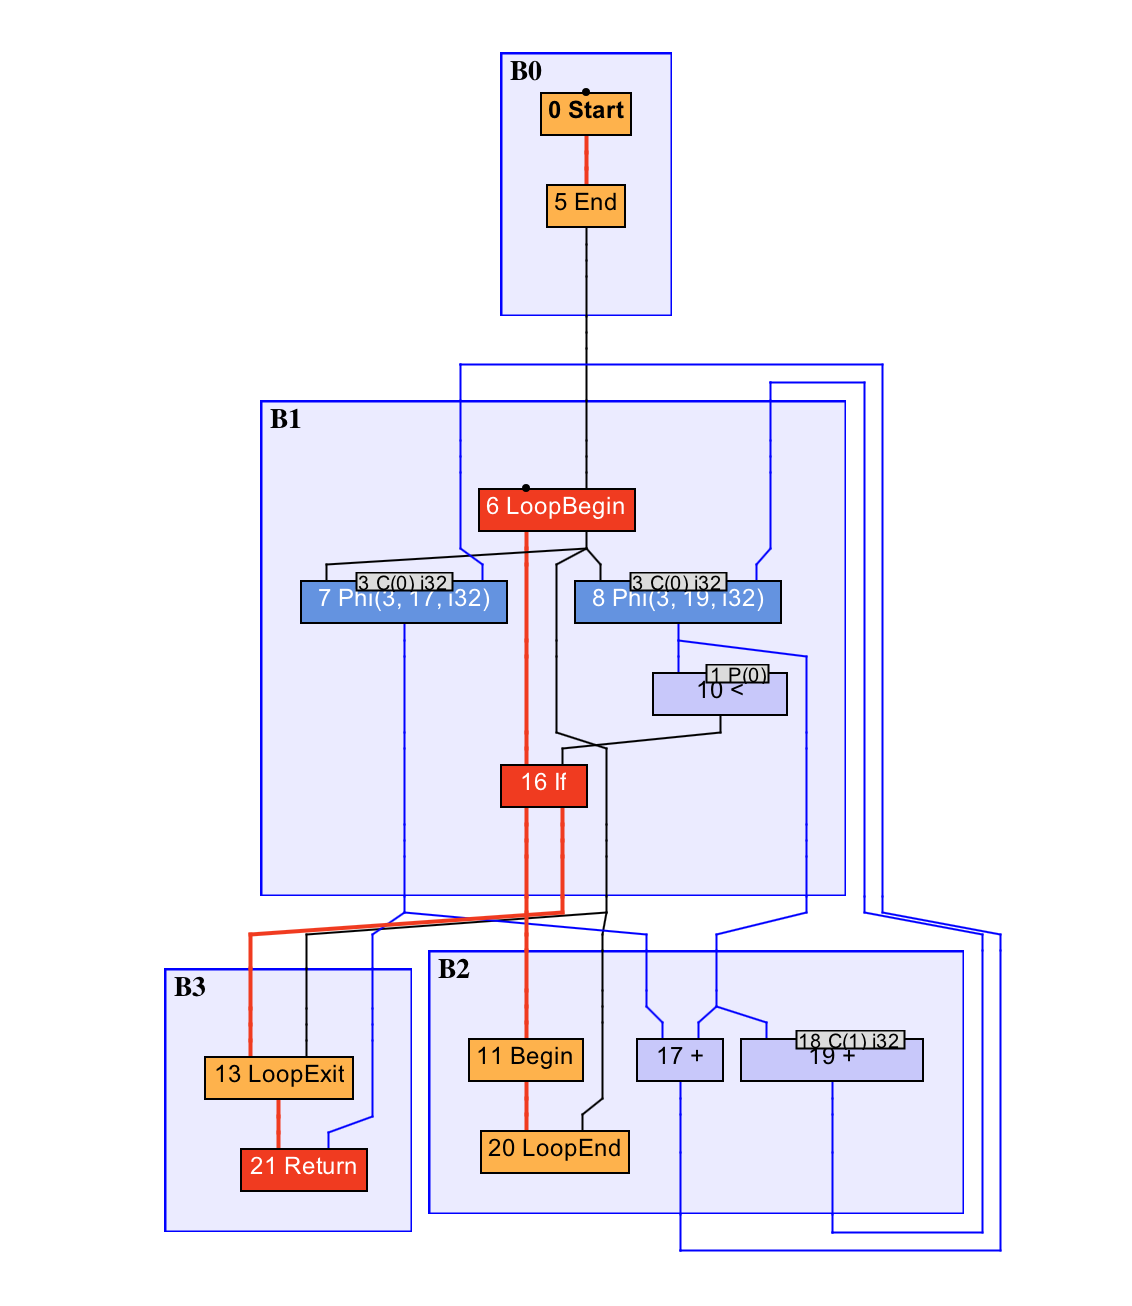 B0
0 Start
5 End
B1
6 LoopBegin
3 C(0) i32
7 Phi(3, 17, i32)
3 C(0) i32
8 Phi(3, 19, i32)
1 P(0)
10 <
16 If
B3
13 LoopExit
21 Return
B2
11 Begin
17 +
18 C(1) i32
19 +
20 LoopEnd